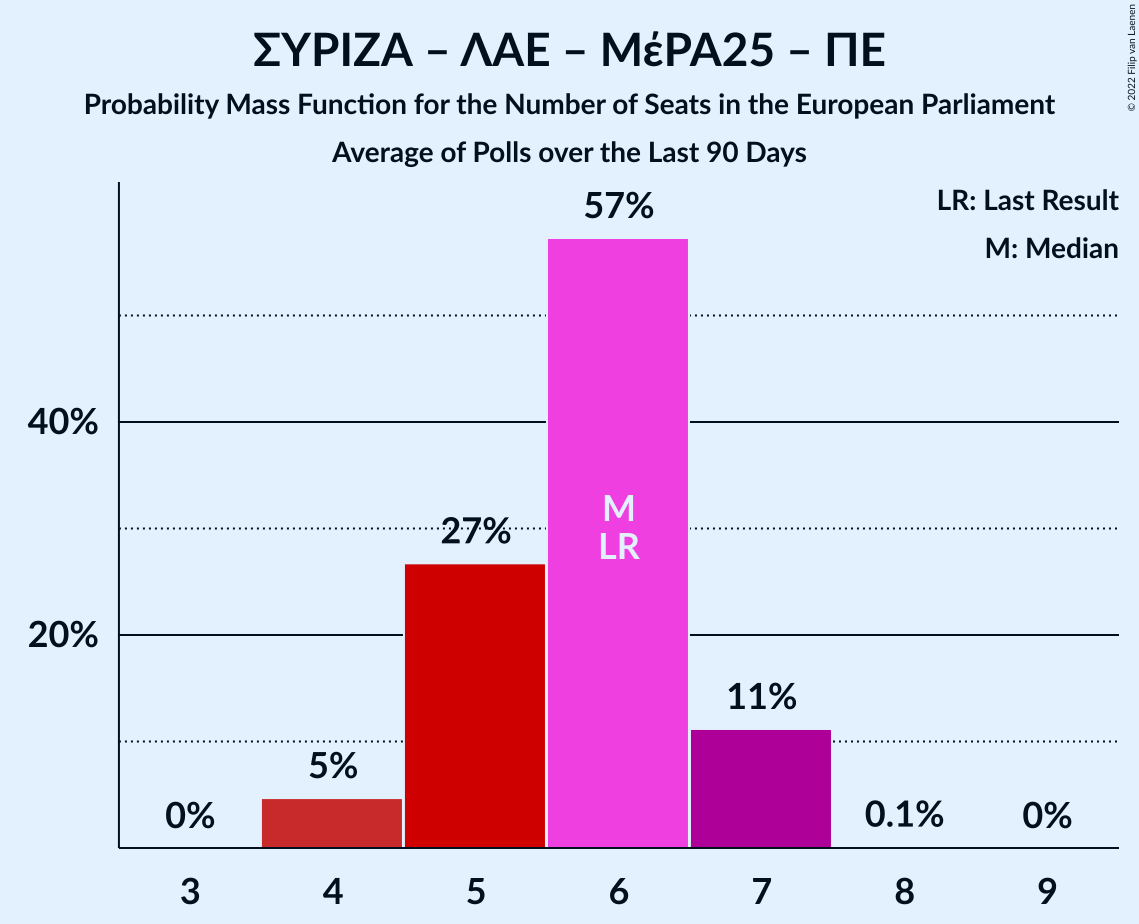 ΣΥΡΙΖΑ – ΛΑΕ – ΜέΡΑ25 – ΠΕ
Probability Mass Function for the Number of Seats in the European Parliament
Average of Polls over the Last 90 Days
© 2022 Filip van Laenen
LR: Last Result
M: Median
57%
40%
M
LR
27%
20%
11%
5%
0%
0.1%
0%
3 4 5 6 7 8 9